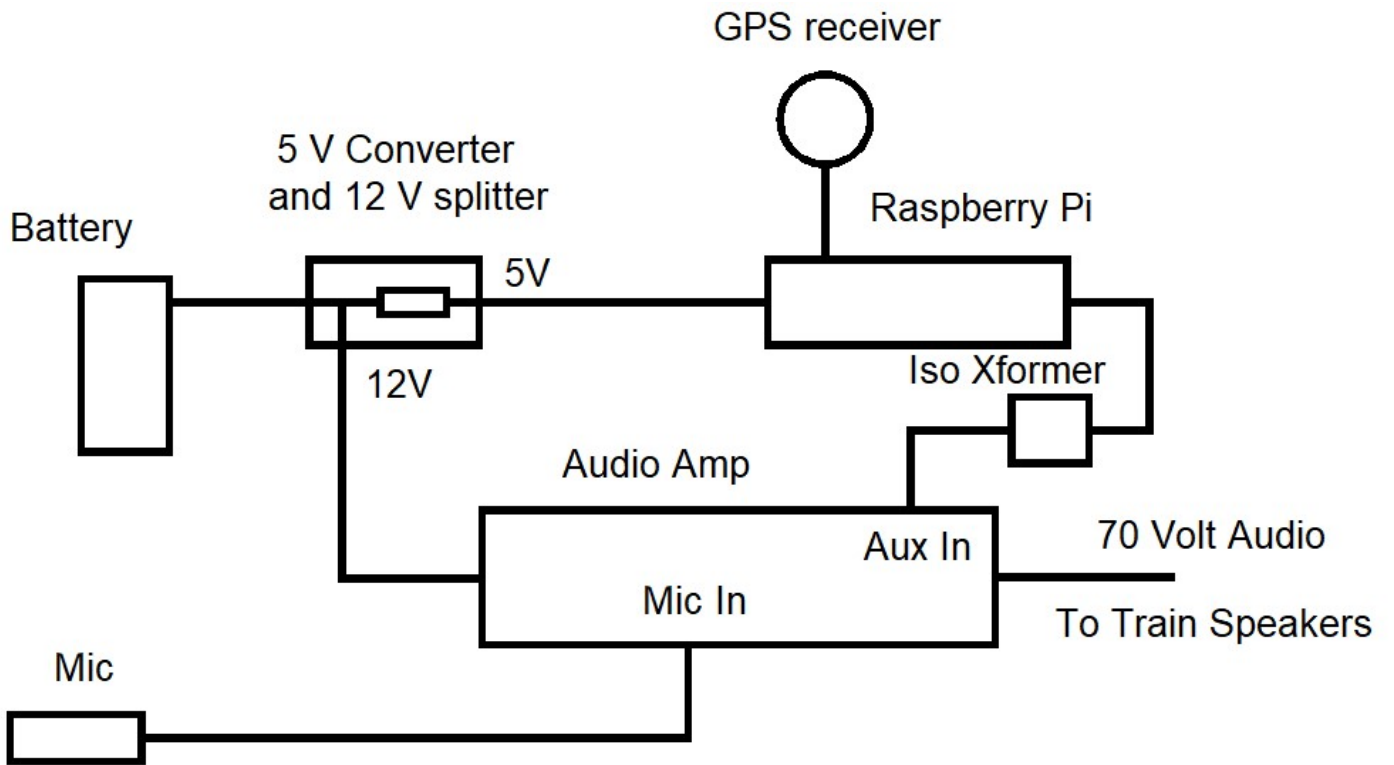 GPS receiver
5 V Converter
and 12 V splitter
Raspberry Pi
Battery
5V
12V
Iso Xformer
Audio Amp
Aux In
70 Volt Audio
Mic In
To Train Speakers
Mic